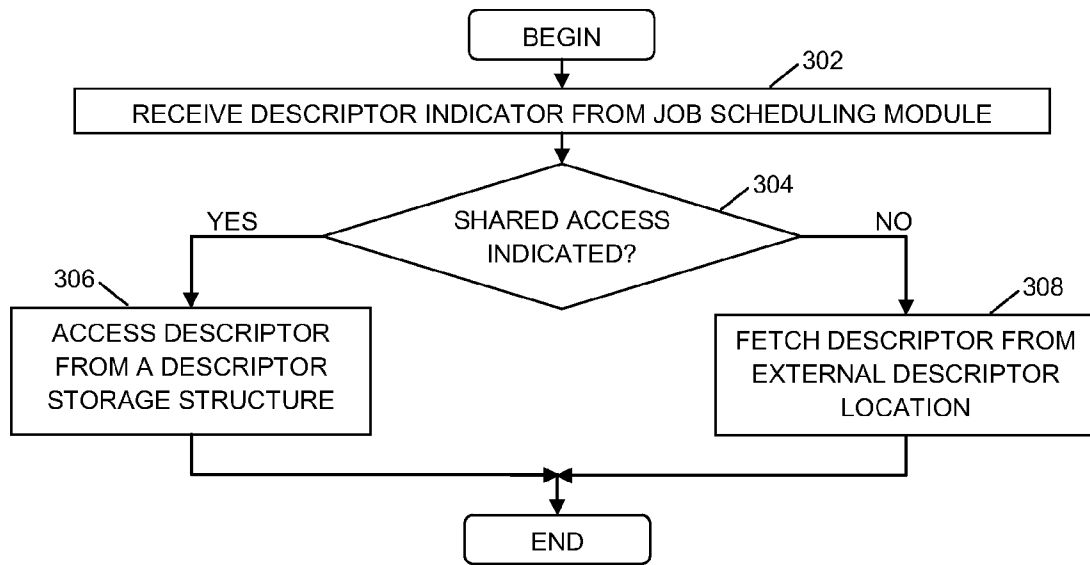 BEGIN
302
RECEIVE DESCRIPTOR INDICATOR FROM JOB SCHEDULING MODULE
304
SHARED ACCESS
INDICATED?
YES
NO
306
ACCESS DESCRIPTOR
FROM A DESCRIPTOR
STORAGE STRUCTURE
308
FETCH DESCRIPTOR FROM
EXTERNAL DESCRIPTOR
LOCATION
END